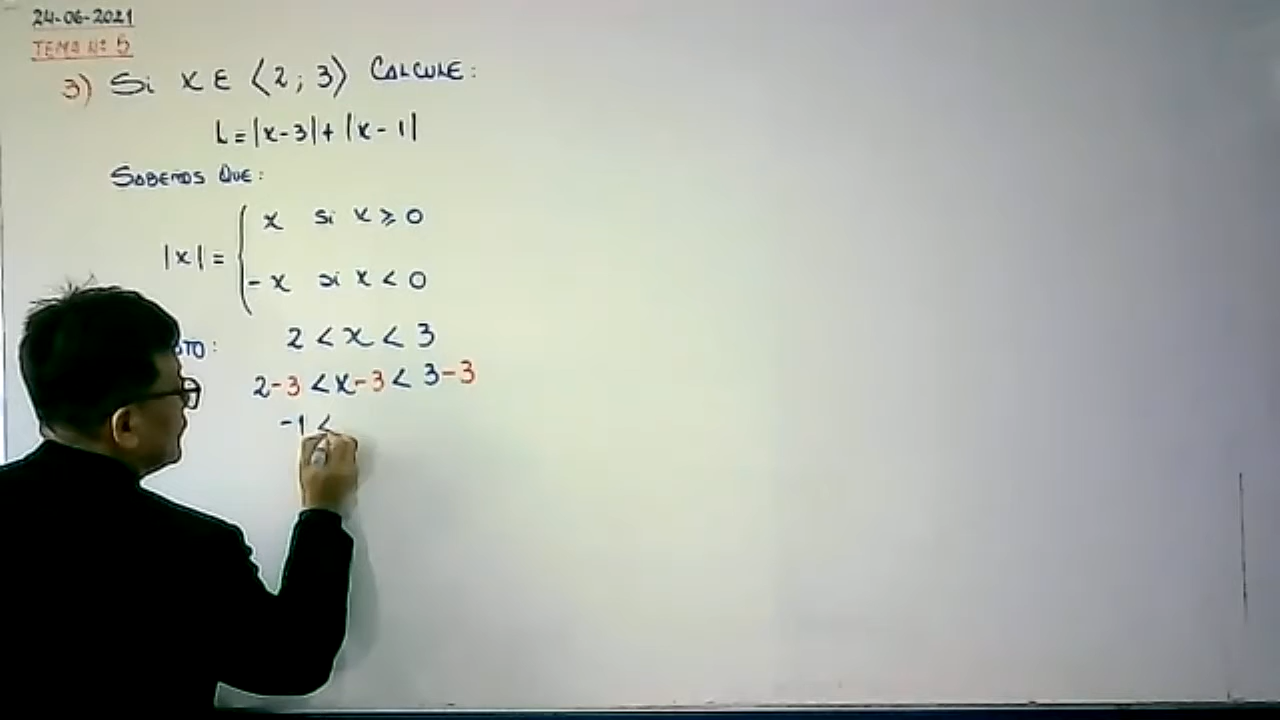 24-06-2021
TEMA Nº 5
3) Si x ∈ ⟨2; 3⟩ CALCULE:
L = |x-3| + |x-1|
SABEMOS QUE:
|x| = { x si x ≥ 0
-x si x < 0
2 < x < 3
2-3 < x-3 < 3-3
-1 <